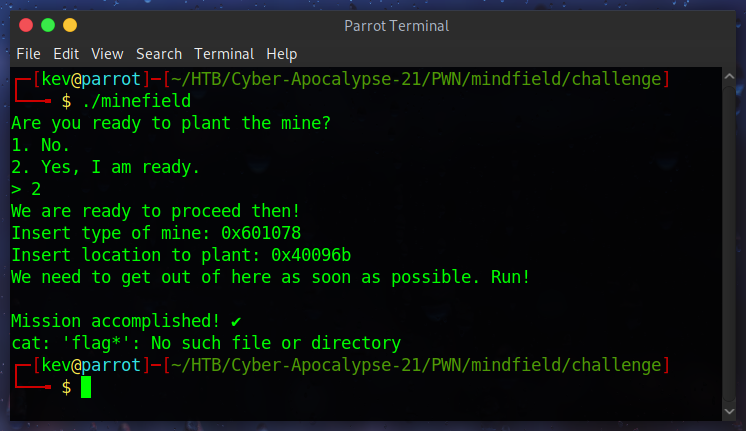 Parrot Terminal
File Edit View Search Terminal Help
┌─[kev@parrot]─[~/HTB/Cyber-Apocalypse-21/PWN/mindfield/challenge]
└──╼ $ ./minefield
Are you ready to plant the mine?
1. No.
2. Yes, I am ready.
> 2
We are ready to proceed then!
Insert type of mine: 0x601078
Insert location to plant: 0x40096b
We need to get out of here as soon as possible. Run!
Mission accomplished! ✔
cat: 'flag*': No such file or directory
┌─[kev@parrot]─[~/HTB/Cyber-Apocalypse-21/PWN/mindfield/challenge]
└──╼ $